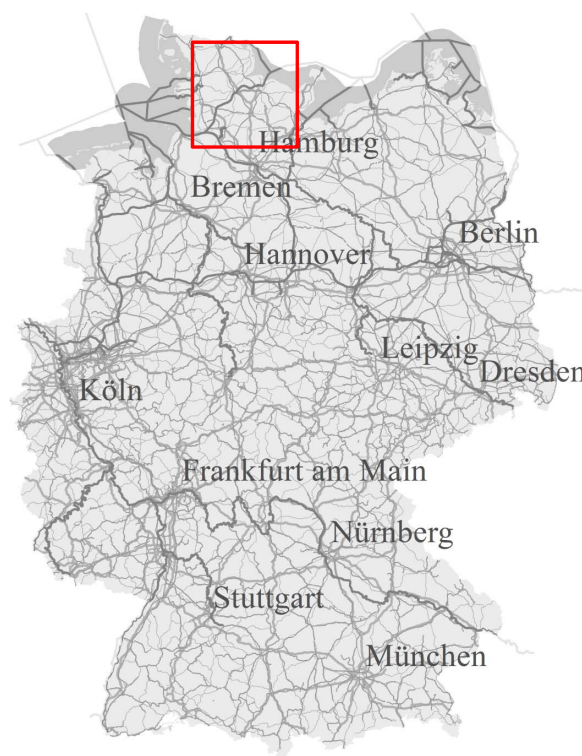 Hamburg
Bremen
Hannover
Berlin
Leipzig
Dresden
Köln
Frankfurt am Main
Nürnberg
Stuttgart
München